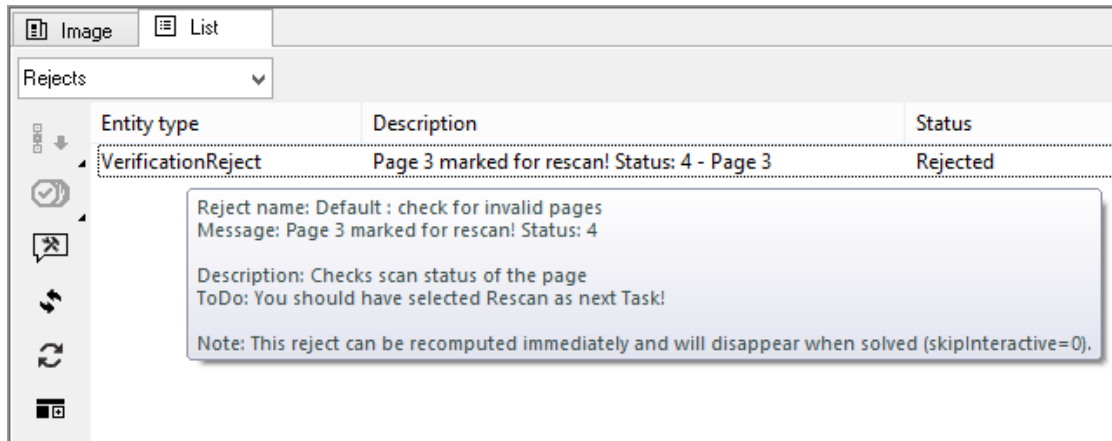 Image
List
Rejects
Entity type Description Status
VerificationReject Page 3 marked for rescan! Status: 4 - Page 3 Rejected
Reject name: Default : check for invalid pages
Message: Page 3 marked for rescan! Status: 4
Description: Checks scan status of the page
ToDo: You should have selected Rescan as next Task!
Note: This reject can be recomputed immediately and will disappear when solved (skipInteractive=0).